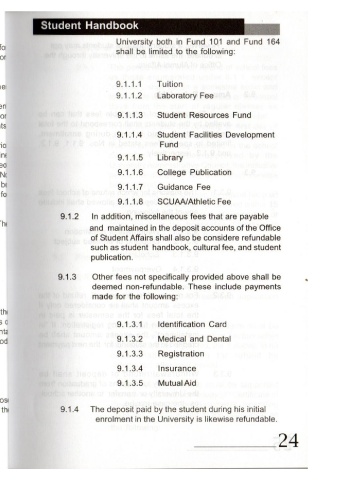 Student Handbook
University both in Fund 101 and Fund 164
shall be limited to the following:
9.1.1.1 Tuition
9.1.1.2 Laboratory Fee
9.1.1.3 Student Resources Fund
9.1.1.4 Student Facilities Development
Fund
9.1.1.5 Library
9.1.1.6 College Publication
9.1.1.7 Guidance Fee
9.1.1.8 SCUAA/Athletic Fee
9.1.2 In addition, miscellaneous fees that are payable
and maintained in the deposit accounts of the Office
of Student Affairs shall also be considere refundable
such as student handbook, cultural fee, and student
publication.
9.1.3 Other fees not specifically provided above shall be
deemed non-refundable. These include payments
made for the following:
9.1.3.1 Identification Card
9.1.3.2 Medical and Dental
9.1.3.3 Registration
9.1.3.4 Insurance
9.1.3.5 Mutual Aid
9.1.4 The deposit paid by the student during his initial
enrolment in the University is likewise refundable.
24